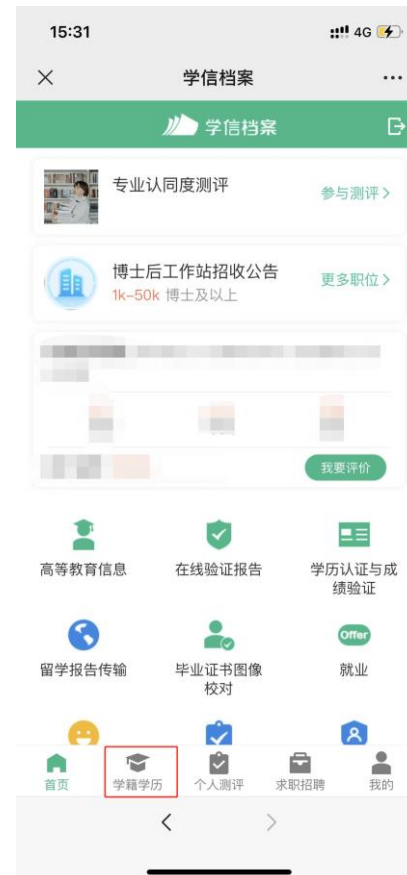 15:31
4G
学信档案
学信档案
专业认同度测评
参与测评>
博士后工作站招收公告
1k-50k 博士及以上
更多职位>
我要评价
高等教育信息
在线验证报告
学历认证与成
绩验证
留学报告传输
毕业证书图像
校对
Offer
就业
首页
学籍学历
个人测评
求职招聘
我的